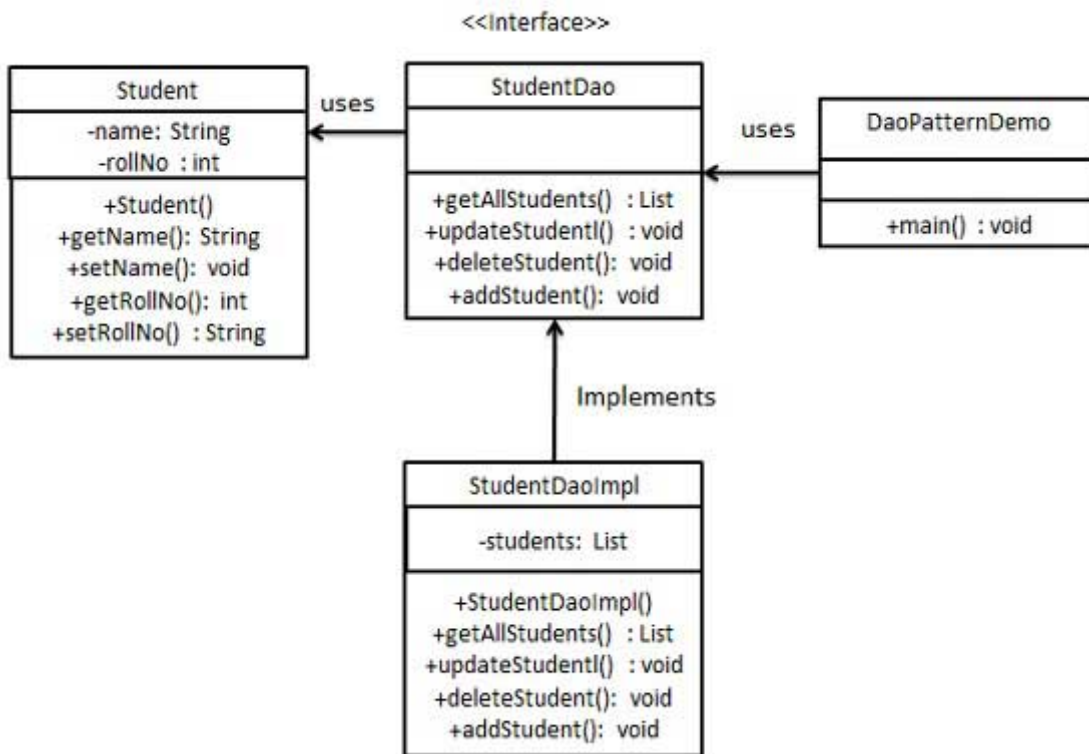 <<Interface>>
Student
-name: String
-rollNo : int
+Student()
+getName(): String
+setName(): void
+getRollNo(): int
+setRollNo() : String
uses
StudentDao
+getAllStudents() : List
+updateStudentl() : void
+deleteStudent(): void
+addStudent(): void
uses
DaoPatternDemo
+main() : void
Implements
StudentDaoImpl
-students: List
+StudentDaoImpl()
+getAllStudents() : List
+updateStudentl() : void
+deleteStudent(): void
+addStudent(): void